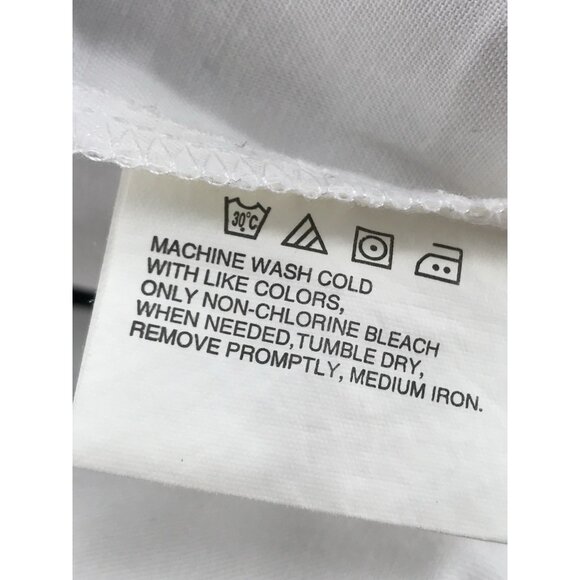 30°C
MACHINE WASH COLD
WITH LIKE COLORS,
ONLY NON-CHLORINE BLEACH
WHEN NEEDED,TUMBLE DRY,
REMOVE PROMPTLY, MEDIUM IRON.